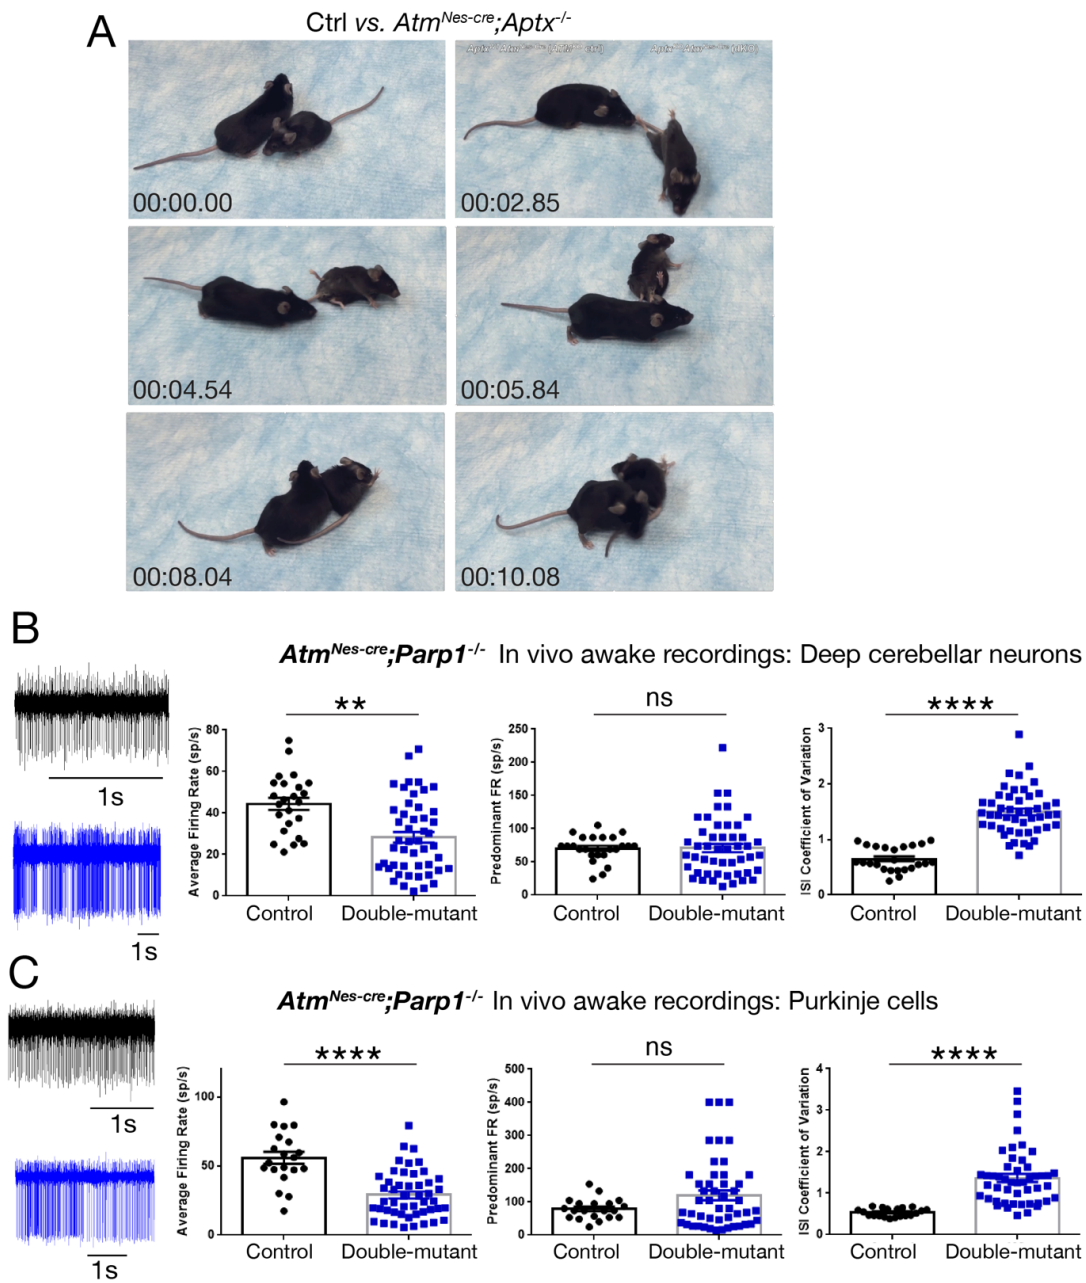 A
Ctrl vs. Atm^Nes-cre;Aptx-/-
00:00.00
00:02.85
00:04.54
00:05.84
00:08.04
00:10.08
B
Atm^Nes-cre;Parp1-/- In vivo awake recordings: Deep cerebellar neurons
1s
1s
**
Average Firing Rate (sp/s)
80
60
40
20
0
Control
Double-mutant
ns
Predominant FR (sp/s)
250
200
150
100
50
0
Control
Double-mutant
****
ISI Coefficient of Variation
3
2
1
0
Control
Double-mutant
C
Atm^Nes-cre;Parp1-/- In vivo awake recordings: Purkinje cells
1s
1s
****
Average Firing Rate (sp/s)
100
50
0
Control
Double-mutant
ns
Predominant FR (sp/s)
500
400
300
200
100
0
Control
Double-mutant
****
ISI Coefficient of Variation
4
3
2
1
0
Control
Double-mutant